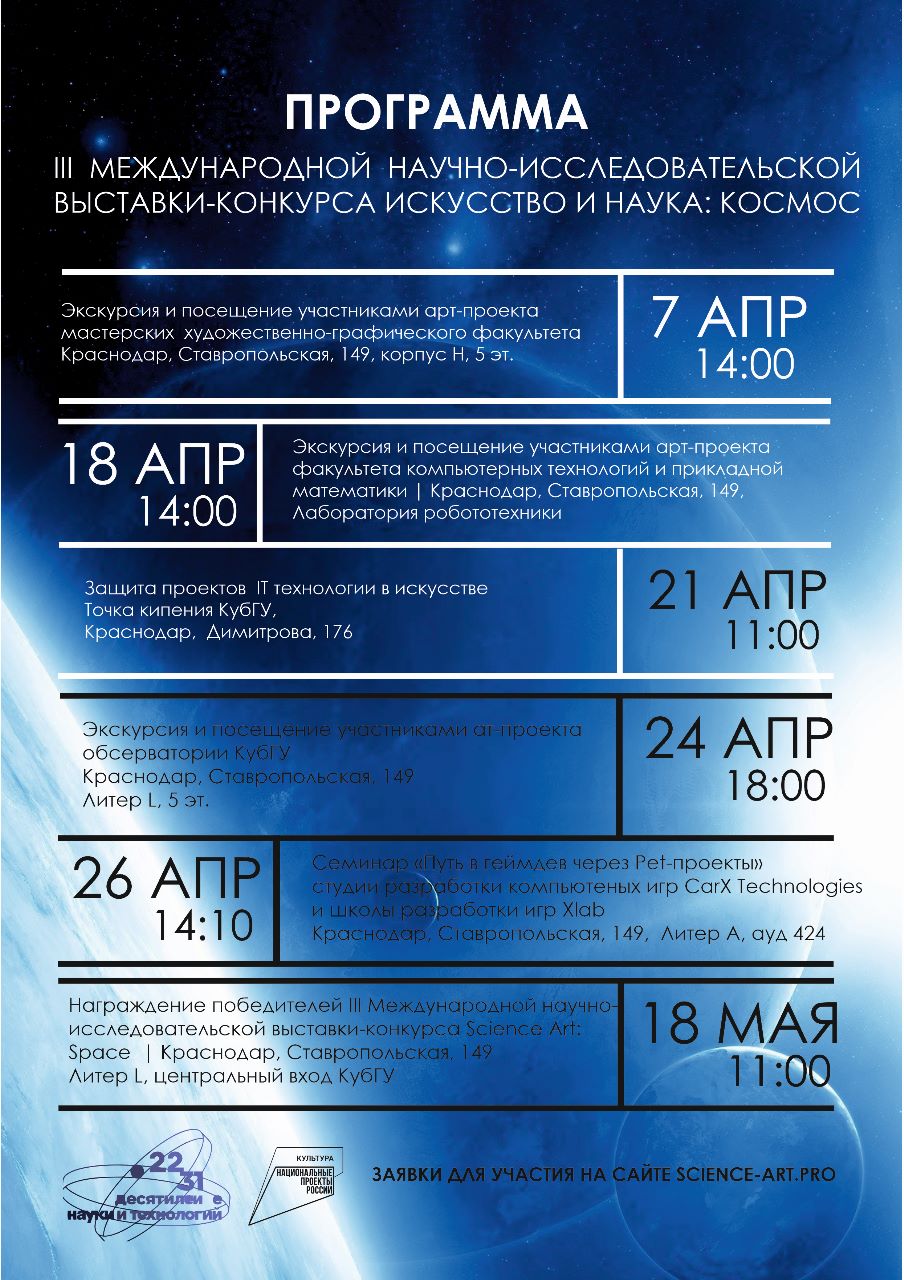 ПРОГРАММА
III МЕЖДУНАРОДНОЙ НАУЧНО-ИССЛЕДОВАТЕЛЬСКОЙ
ВЫСТАВКИ-КОНКУРСА ИСКУССТВО И НАУКА: КОСМОС
Экскурсия и посещение участниками арт-проекта
мастерских художественно-графического факультета
Краснодар, Ставропольская, 149, корпус Н, 5 эт.
7 АПР
14:00
18 АПР
14:00
Экскурсия и посещение участниками арт-проекта
факультета компьютерных технологий и прикладной
математики | Краснодар, Ставропольская, 149,
Лаборатория робототехники
Защита проектов IT технологии в искусстве
Точка кипения КубГУ,
Краснодар, Димитрова, 176
21 АПР
11:00
Экскурсия и посещение участниками ат-проекта
обсерватории КубГУ
Краснодар, Ставропольская, 149
Литер L, 5 эт.
24 АПР
18:00
26 АПР
14:10
Семинар «Путь в геймдев через Pet-проекты»
студии разработки компьютеных игр CarX Technologies
и школы разработки игр Xlab
Краснодар, Ставропольская, 149, Литер А, ауд 424
Награждение победителей III Международной научно-
исследовательской выставки-конкурса Science Art:
Space | Краснодар, Ставропольская, 149
Литер L, центральный вход КубГУ
18 МАЯ
11:00
22
31
десятилети е
науки и технологий
КУЛЬТУРА
НАЦИОНАЛЬНЫЕ
ПРОЕКТЫ
РОССИИ
ЗАЯВКИ ДЛЯ УЧАСТИЯ НА САЙТЕ SCIENCE-ART.PRO